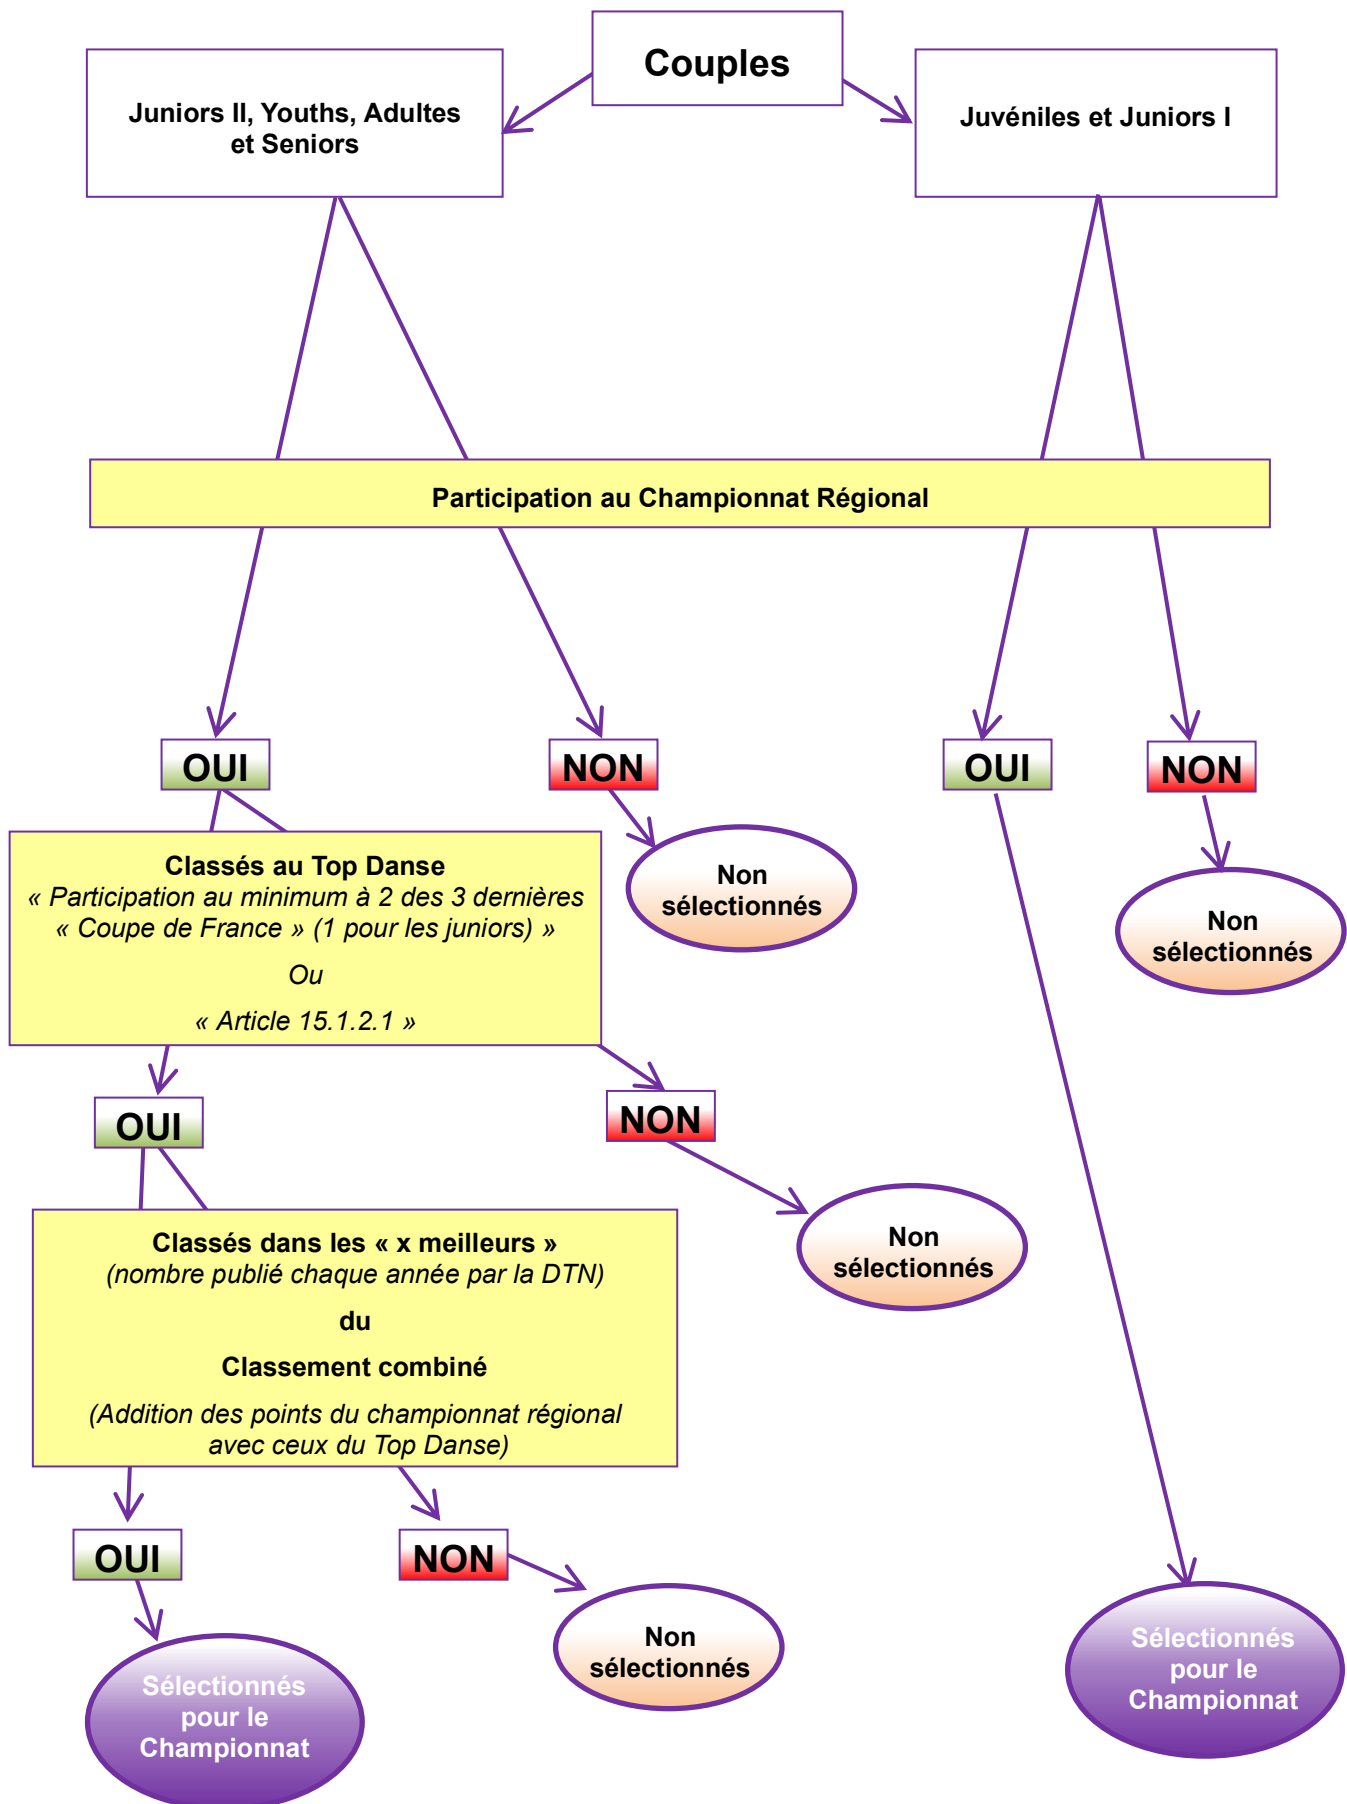 Couples
Juniors II, Youths, Adultes
et Seniors
Juvéniles et Juniors I
Participation au Championnat Régional
OUI
NON
OUI
NON
Classés au Top Danse
« Participation au minimum à 2 des 3 dernières
« Coupe de France » (1 pour les juniors) »
Ou
« Article 15.1.2.1 »
Non
sélectionnés
Non
sélectionnés
OUI
NON
Classés dans les « x meilleurs »
(nombre publié chaque année par la DTN)
du
Classement combiné
(Addition des points du championnat régional
avec ceux du Top Danse)
Non
sélectionnés
OUI
NON
Non
sélectionnés
Sélectionnés
pour le
Championnat
Sélectionnés
pour le
Championnat